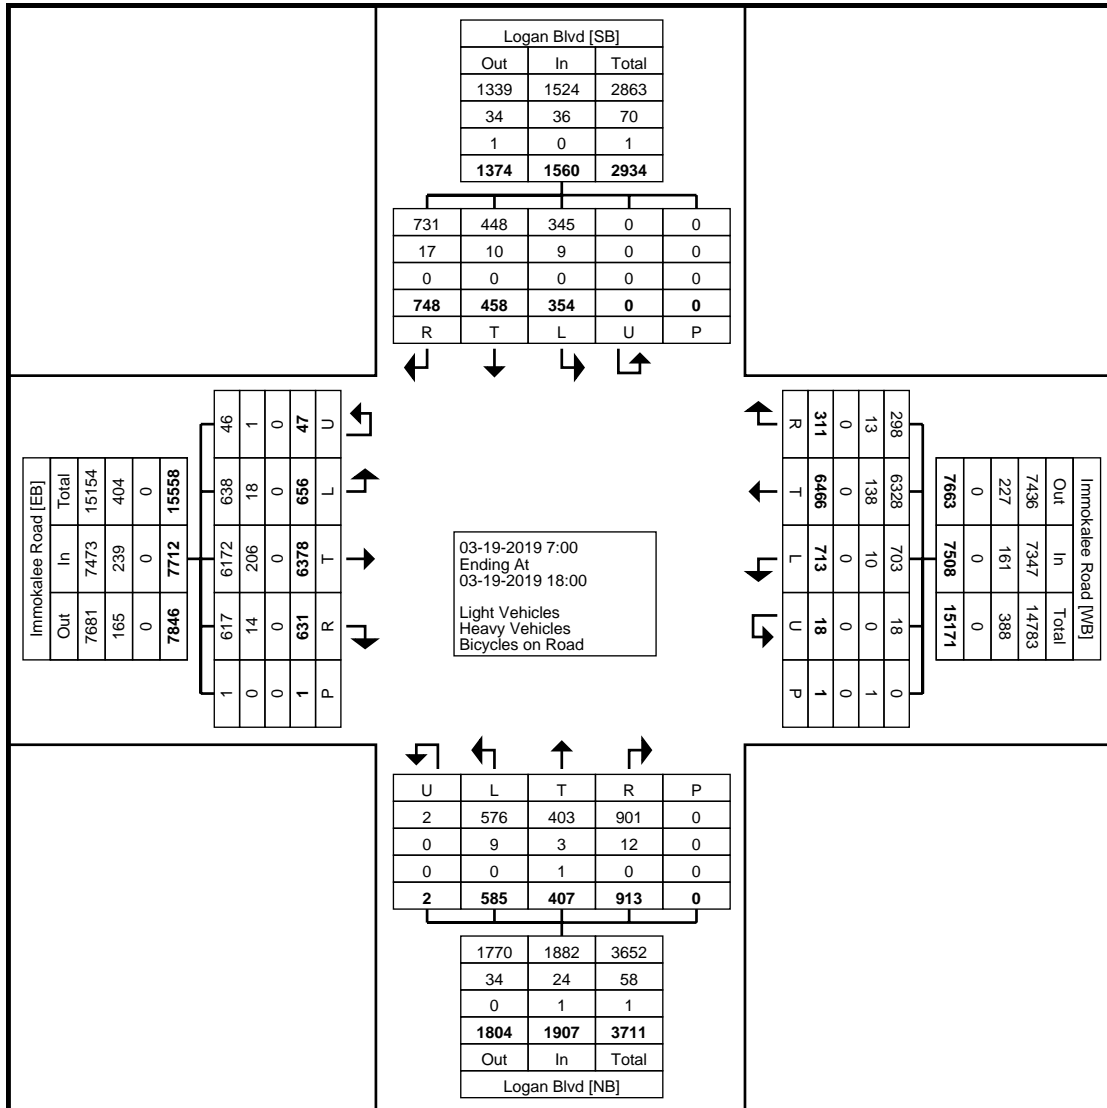 Logan Blvd [SB]
Out In Total
1339 1524 2863
34 36 70
1 0 1
1374 1560 2934
731 448 345 0 0
17 10 9 0 0
0 0 0 0 0
748 458 354 0 0
R T L U P
Immokalee Road [EB]
Total In Out
15154 7473 7681
404 239 165
0 0 0
15558 7712 7846
46 638 6172 617 1
1 18 206 14 0
0 0 0 0 0
47 656 6378 631 1
U L T R P
03-19-2019 7:00
Ending At
03-19-2019 18:00
Light Vehicles
Heavy Vehicles
Bicycles on Road
R T L U P
311 6466 713 18 1
0 0 0 0 0
13 138 10 0 1
298 6328 703 18 0
Immokalee Road [WB]
Out In Total
7436 7347 14783
227 161 388
0 0 0
7663 7508 15171
U L T R P
2 576 403 901 0
0 9 3 12 0
0 0 1 0 0
2 585 407 913 0
1770 1882 3652
34 24 58
0 1 1
1804 1907 3711
Out In Total
Logan Blvd [NB]